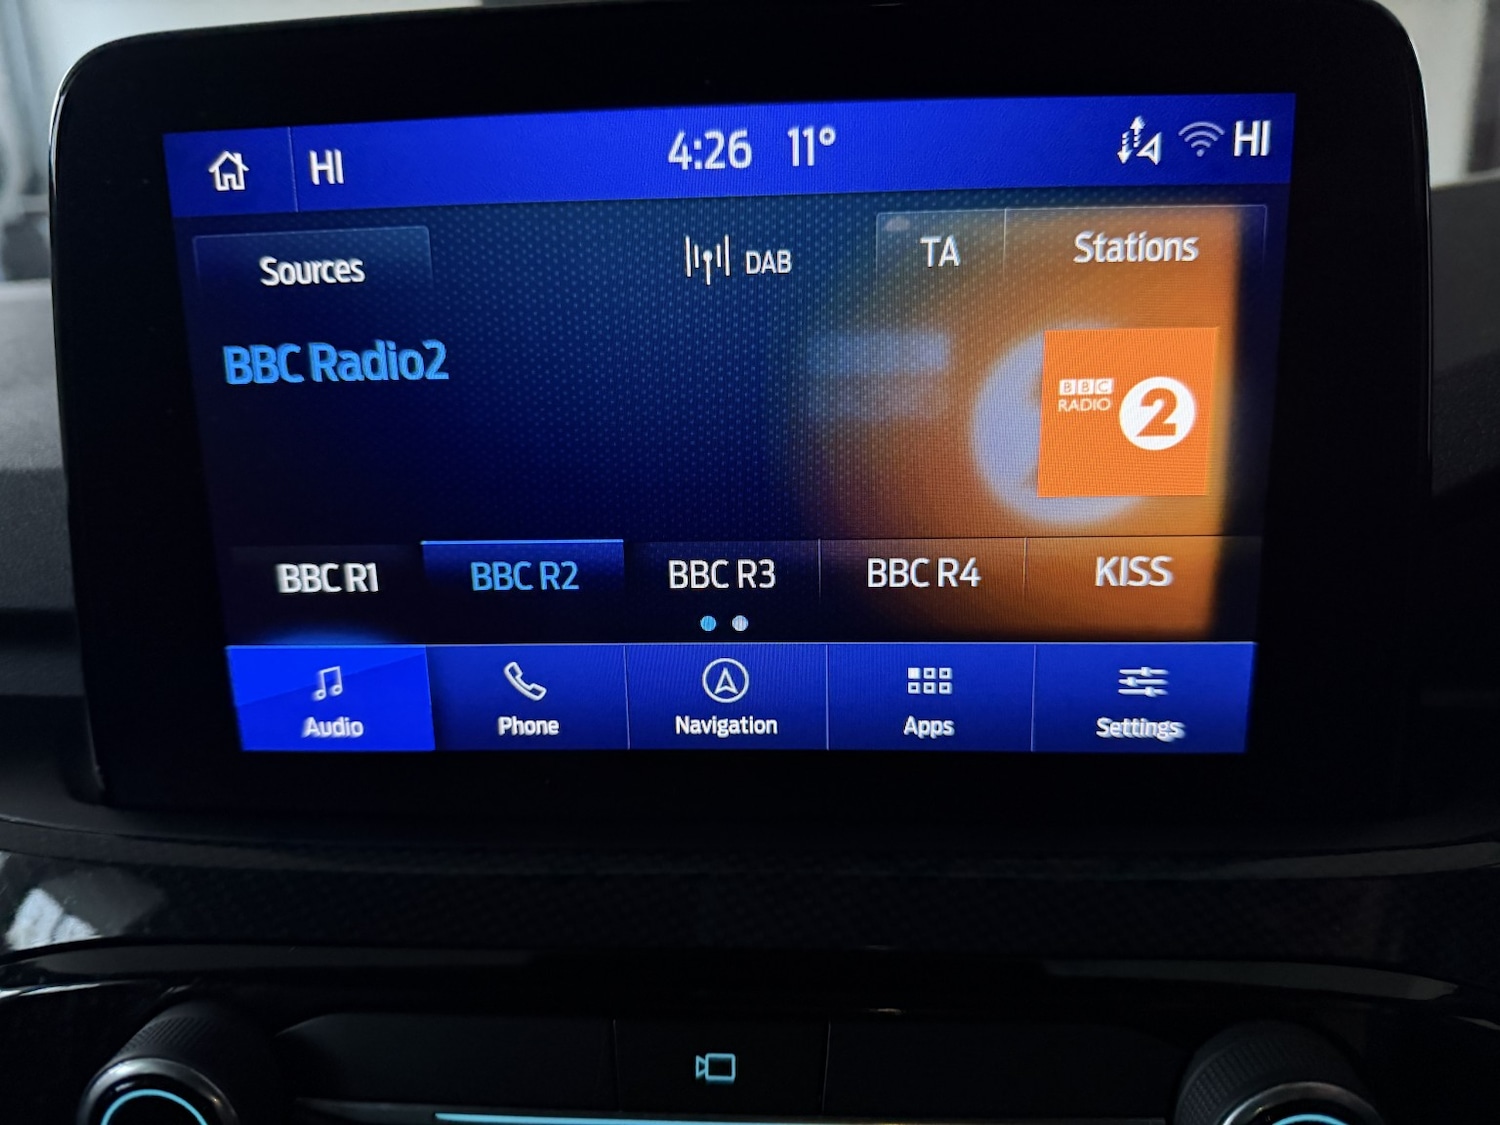 HI
4:26 11°
HI
Sources
DAB
TA
Stations
BBC Radio2
BBC
RADIO
2
BBC R1
BBC R2
BBC R3
BBC R4
KISS
Audio
Phone
Navigation
Apps
Settings